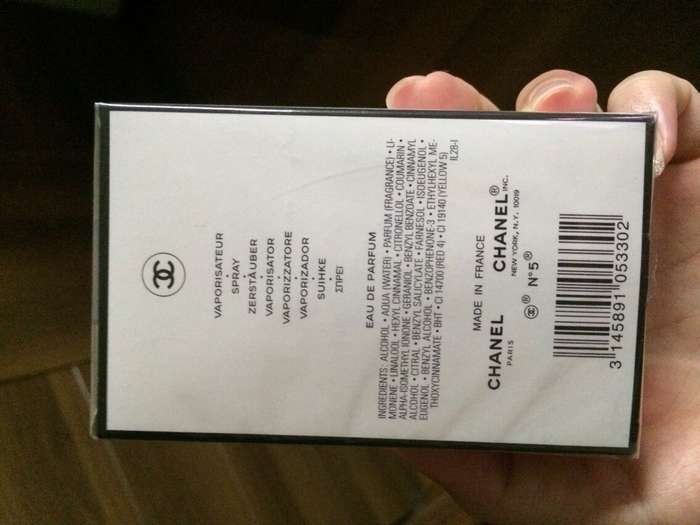 VAPORISATEUR
SPRAY
ZERSTÄUBER
VAPORISATOR
VAPORIZZATORE
VAPORIZADOR
SUIHKE
ΣΠΡΕΪ
EAU DE PARFUM
INGREDIENTS: ALCOHOL • AQUA (WATER) • PARFUM (FRAGRANCE) • LI-
MONENE • LINALOOL • HEXYL CINNAMAL • CITRONELLOL • COUMARIN •
ALPHA-ISOMETHYL IONONE • GERANIOL • BENZYL BENZOATE • CINNAMYL
ALCOHOL • CITRAL • BENZYL SALICYLATE • FARNESOL • ISOEUGENOL •
EUGENOL • BENZYL ALCOHOL • BENZOPHENONE-3 • ETHYLHEXYL ME-
THOXYCINNAMATE • BHT • CI 14700 (RED 4) • CI 19140 (YELLOW 5)
IL28-I
MADE IN FRANCE
CHANEL CHANEL® INC.
PARIS NEW YORK, N.Y. 10019
® N°5®
3 145891 053302